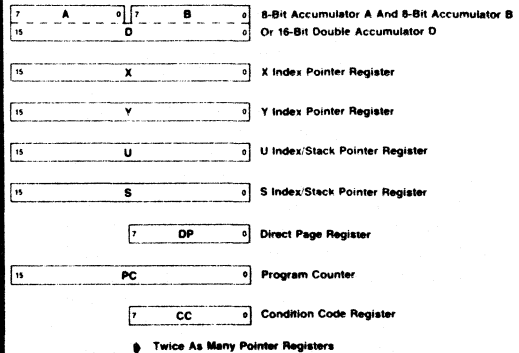 7 A 0 7 B 0 8-Bit Accumulator A And 8-Bit Accumulator B
15 D 0 Or 16-Bit Double Accumulator D
15 X 0 X Index Pointer Register
15 Y 0 Y Index Pointer Register
15 U 0 U Index/Stack Pointer Register
15 S 0 S Index/Stack Pointer Register
7 DP 0 Direct Page Register
15 PC 0 Program Counter
7 CC 0 Condition Code Register
Twice As Many Pointer Registers